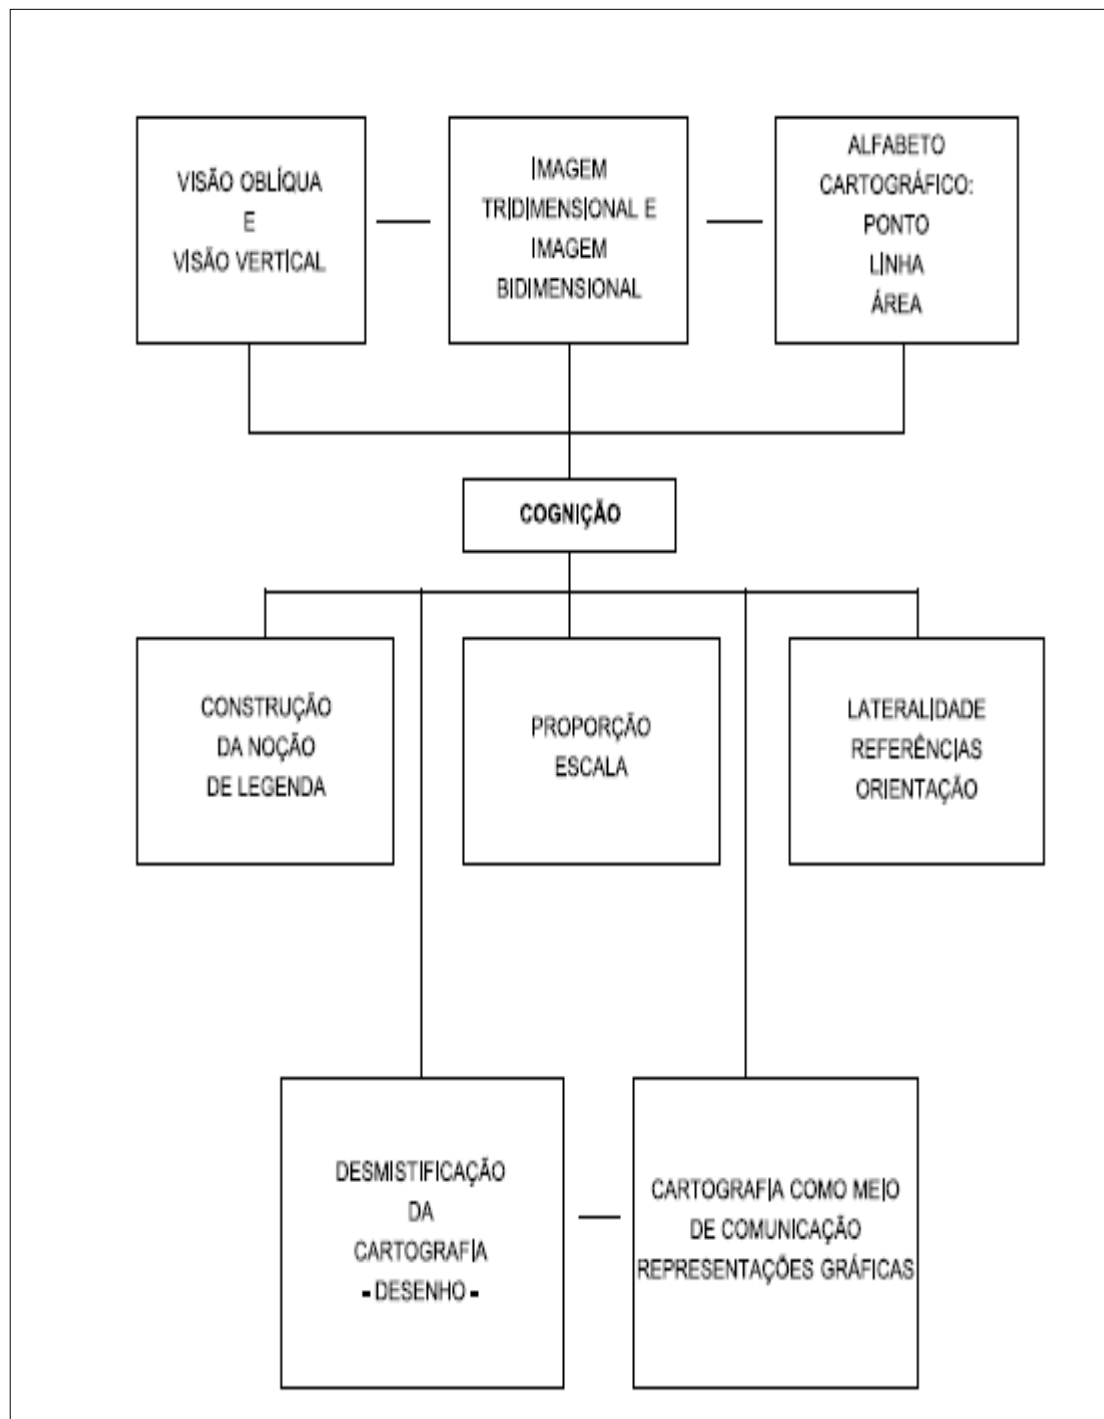 VISÃO OBLÍQUA
E
VISÃO VERTICAL
IMAGEM
TRIDIMENSIONAL E
IMAGEM
BIDIMENSIONAL
ALFABETO
CARTOGRÁFICO:
PONTO
LINHA
ÁREA
COGNIÇÃO
CONSTRUÇÃO
DA NOÇÃO
DE LEGENDA
PROPORÇÃO
ESCALA
LATERALIDADE
REFERÊNCIAS
ORIENTAÇÃO
DESMISTIFICAÇÃO
DA
CARTOGRAFIA
- DESENHO -
CARTOGRAFIA COMO MEIO
DE COMUNICAÇÃO
REPRESENTAÇÕES GRÁFICAS